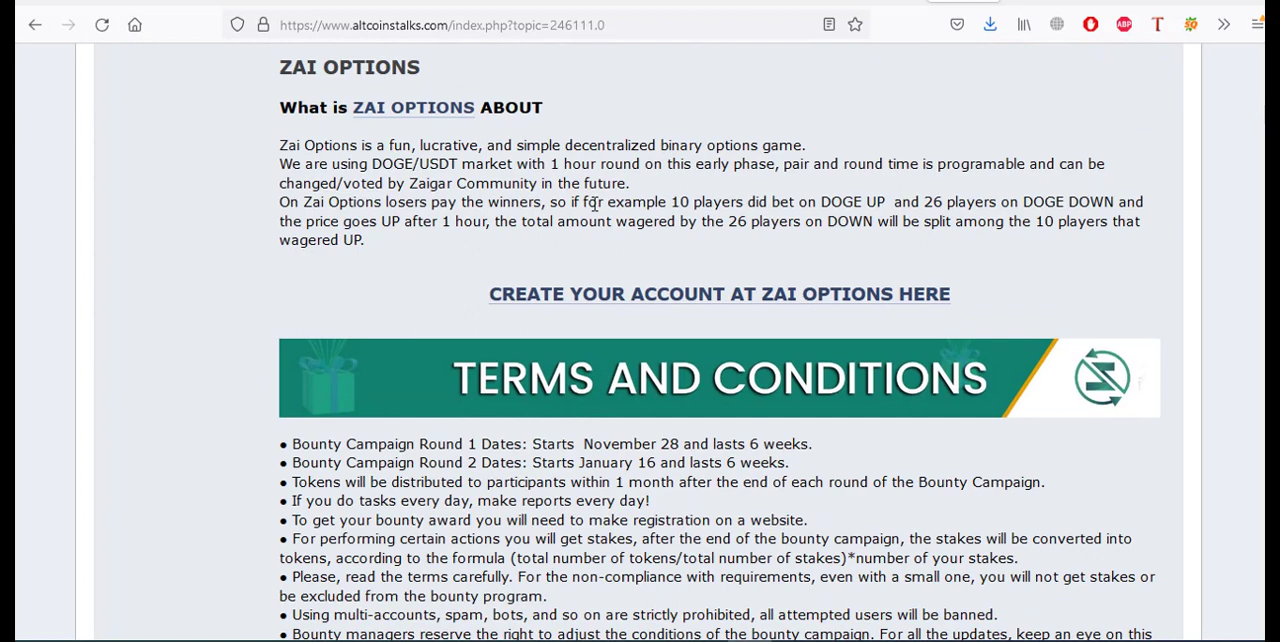 https://www.altcoinstalks.com/index.php?topic=246111.0
ABP
T
ZAI OPTIONS
What is ZAI OPTIONS ABOUT
Zai Options is a fun, lucrative, and simple decentralized binary options game.
We are using DOGE/USDT market with 1 hour round on this early phase, pair and round time is programable and can be
changed/voted by Zaigar Community in the future.
On Zai Options losers pay the winners, so if for example 10 players did bet on DOGE UP and 26 players on DOGE DOWN and
the price goes UP after 1 hour, the total amount wagered by the 26 players on DOWN will be split among the 10 players that
wagered UP.
CREATE YOUR ACCOUNT AT ZAI OPTIONS HERE
TERMS AND CONDITIONS
● Bounty Campaign Round 1 Dates: Starts November 28 and lasts 6 weeks.
● Bounty Campaign Round 2 Dates: Starts January 16 and lasts 6 weeks.
● Tokens will be distributed to participants within 1 month after the end of each round of the Bounty Campaign.
● If you do tasks every day, make reports every day!
● To get your bounty award you will need to make registration on a website.
● For performing certain actions you will get stakes, after the end of the bounty campaign, the stakes will be converted into
tokens, according to the formula (total number of tokens/total number of stakes)*number of your stakes.
● Please, read the terms carefully. For the non-compliance with requirements, even with a small one, you will not get stakes or
be excluded from the bounty program.
● Using multi-accounts, spam, bots, and so on are strictly prohibited, all attempted users will be banned.
● Bounty managers reserve the right to adjust the conditions of the bounty campaign. For all the updates, keep an eye on this